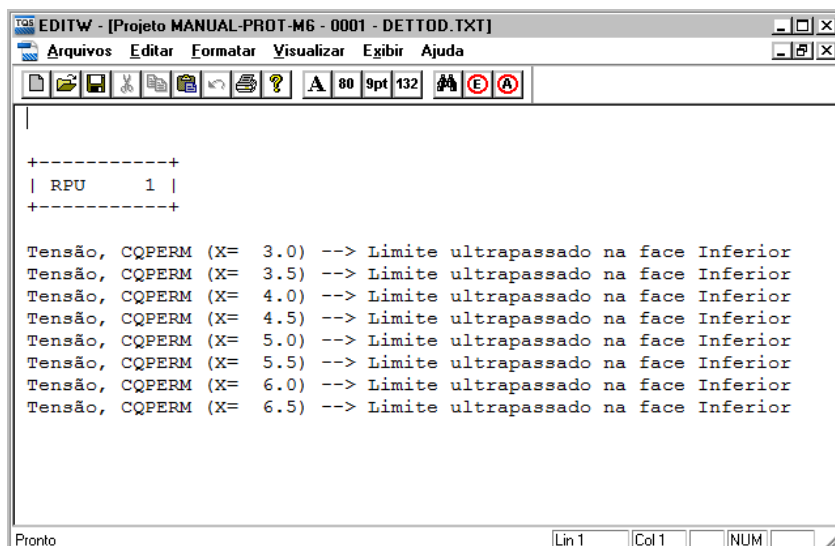 TQS EDITW - [Projeto MANUAL-PROT-M6 - 0001 - DETTOD.TXT]
Arquivos Editar Formatar Visualizar Exibir Ajuda
A 80 9pt 132 E A
+-----------+
| RPU 1 |
+-----------+
Tensão, CQPERM (X= 3.0) --> Limite ultrapassado na face Inferior
Tensão, CQPERM (X= 3.5) --> Limite ultrapassado na face Inferior
Tensão, CQPERM (X= 4.0) --> Limite ultrapassado na face Inferior
Tensão, CQPERM (X= 4.5) --> Limite ultrapassado na face Inferior
Tensão, CQPERM (X= 5.0) --> Limite ultrapassado na face Inferior
Tensão, CQPERM (X= 5.5) --> Limite ultrapassado na face Inferior
Tensão, CQPERM (X= 6.0) --> Limite ultrapassado na face Inferior
Tensão, CQPERM (X= 6.5) --> Limite ultrapassado na face Inferior
Pronto Lin 1 Col 1 NUM